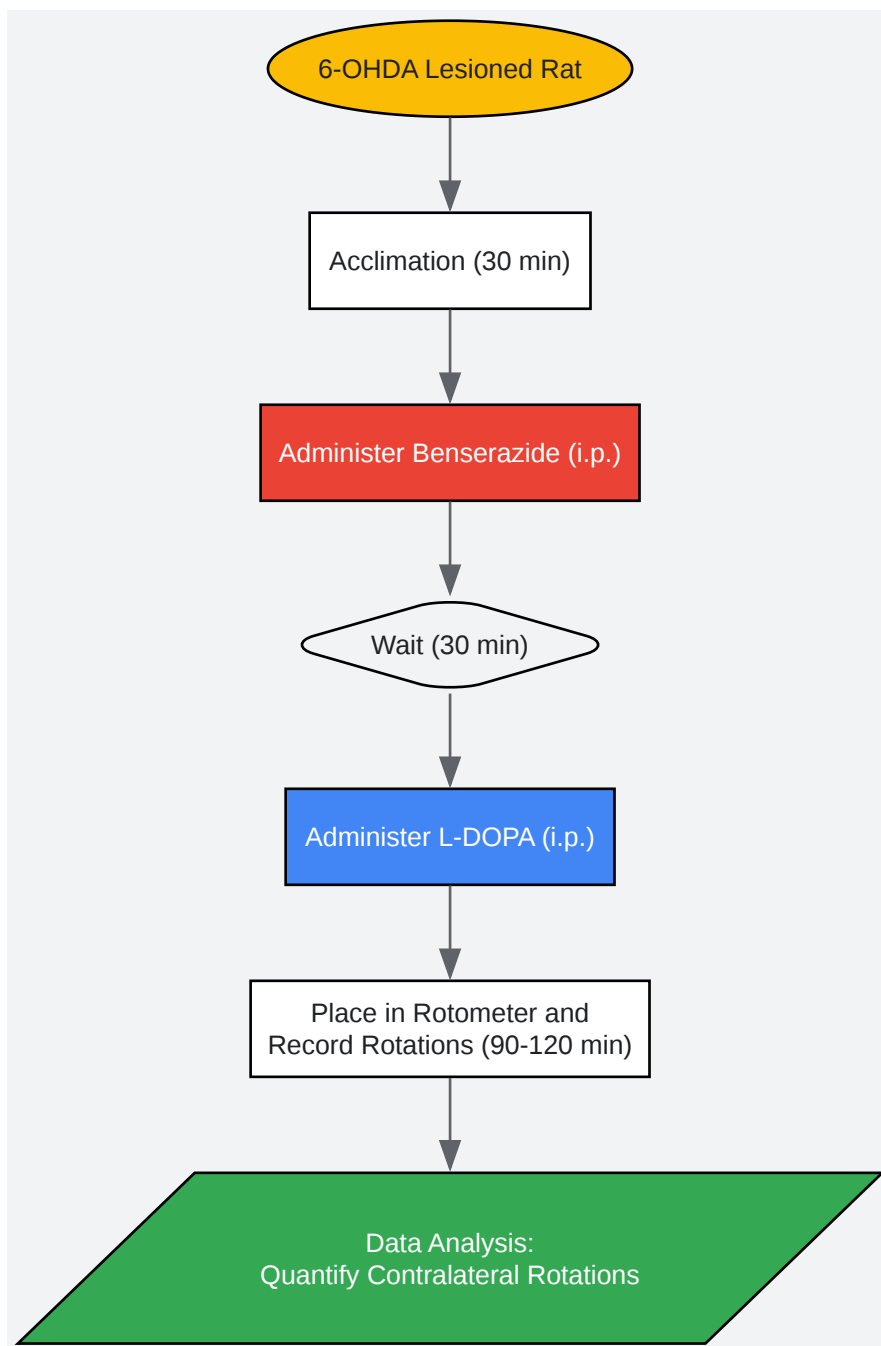 6-OHDA Lesioned Rat
Acclimation (30 min)
Administer Benserazide (i.p.)
Wait (30 min)
Administer L-DOPA (i.p.)
Place in Rotometer and
Record Rotations (90-120 min)
Data Analysis:
Quantify Contralateral Rotations